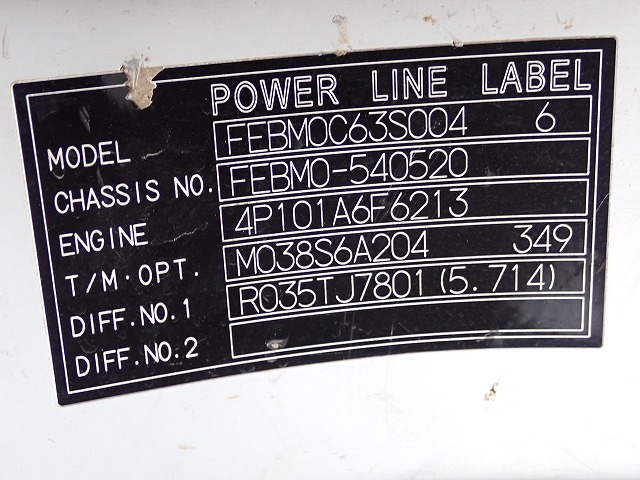 POWER LINE LABEL
MODEL FEBM0C63S004 6
CHASSIS NO. FEBM0-540520
ENGINE 4P101A6F6213
T/M·OPT. M038S6A204 349
DIFF.NO.1 R035TJ7801(5.714)
DIFF.NO.2